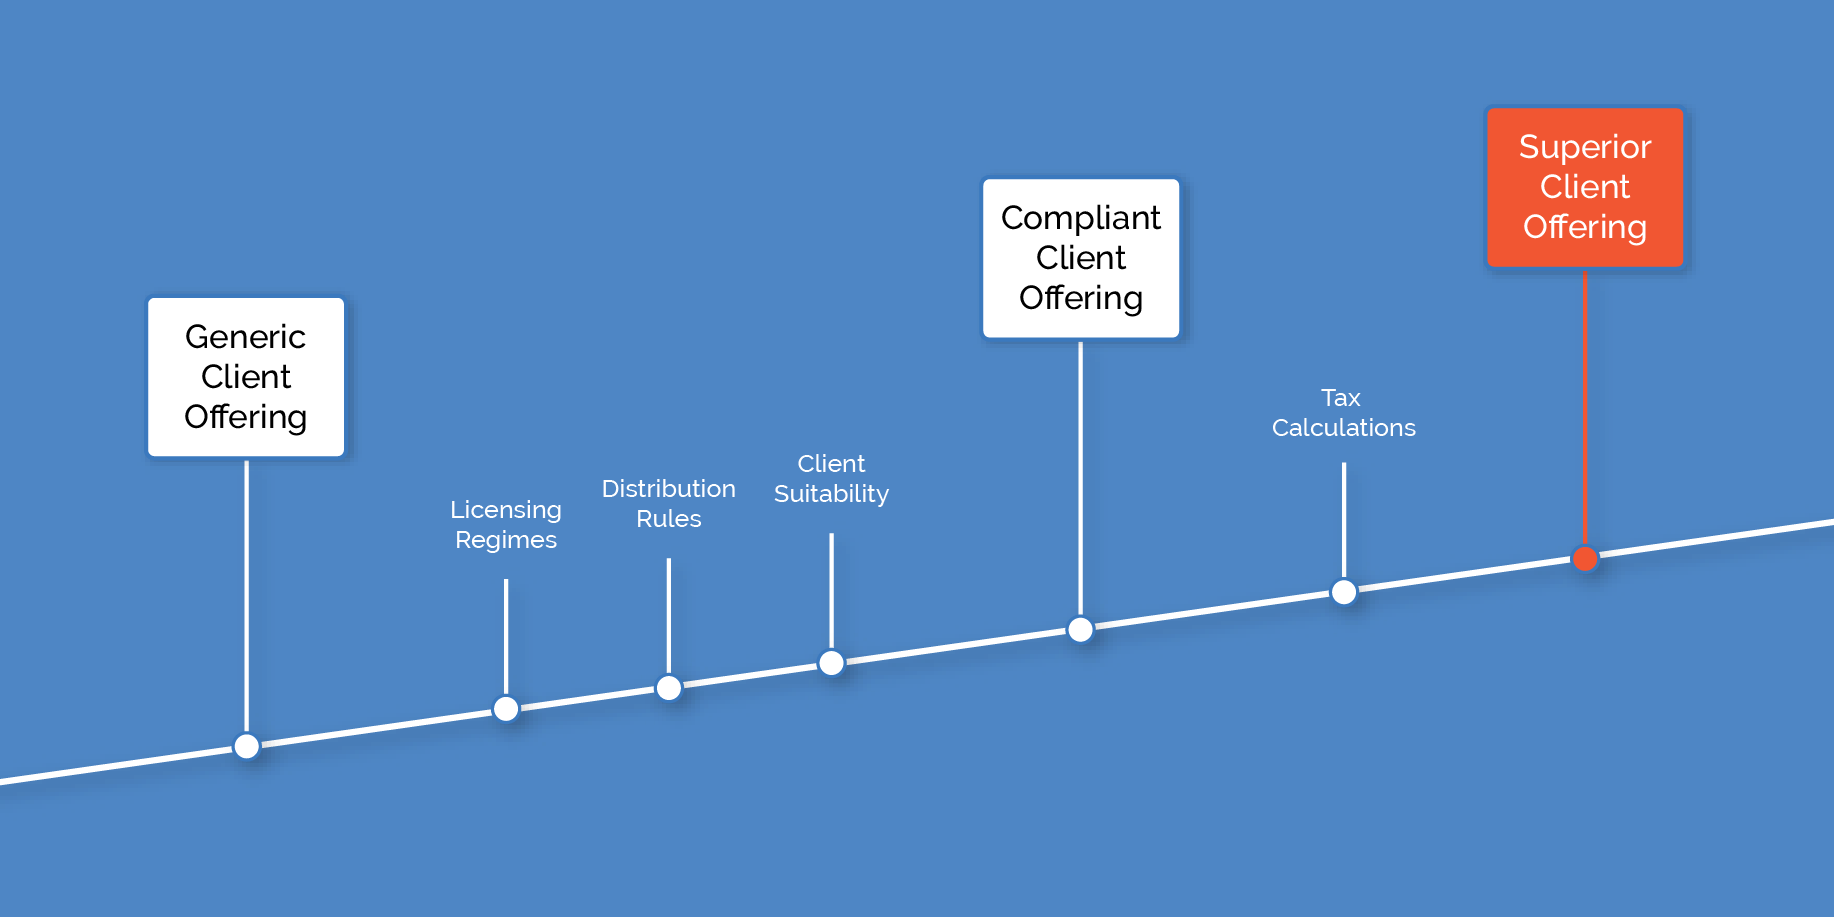 Generic
Client
Offering
Licensing
Regimes
Distribution
Rules
Client
Suitability
Compliant
Client
Offering
Tax
Calculations
Superior
Client
Offering